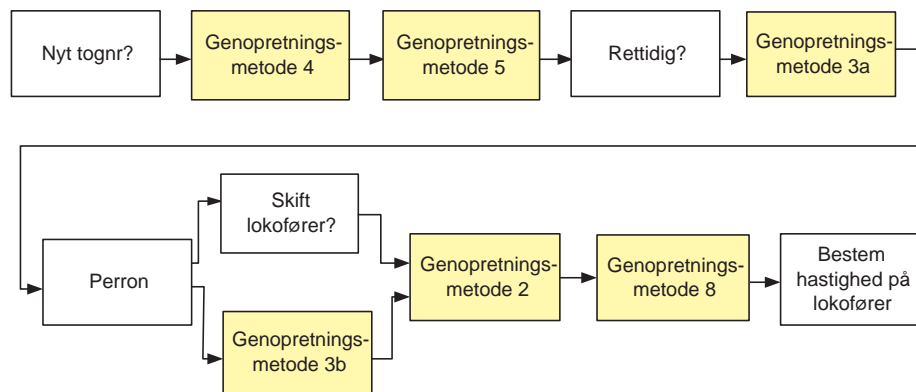 Nyt tognr?
Genopretnings-
metode 4
Genopretnings-
metode 5
Rettidig?
Genopretnings-
metode 3a
Skift
lokofører?
Perron
Genopretnings-
metode 3b
Genopretnings-
metode 2
Genopretnings-
metode 8
Bestem
hastighed på
lokofører